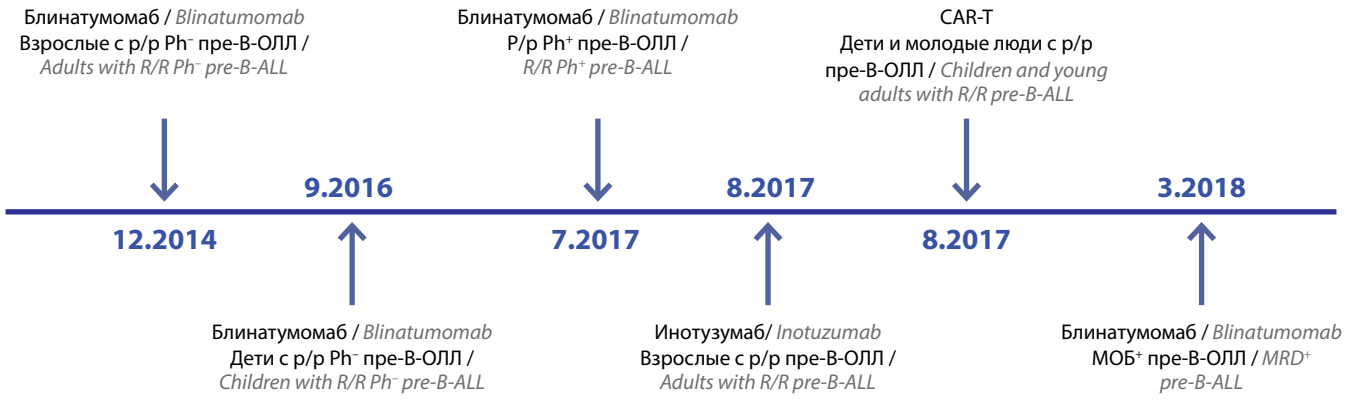 Блинатумомаб / Blinatumomab
Взрослые с р/р Ph⁻ пре-В-ОЛЛ /
Adults with R/R Ph⁻ pre-B-ALL
Блинатумомаб / Blinatumomab
Р/р Ph⁺ пре-В-ОЛЛ /
R/R Ph⁺ pre-B-ALL
CAR-T
Дети и молодые люди с р/р
пре-В-ОЛЛ / Children and young
adults with R/R pre-B-ALL
9.2016
8.2017
3.2018
12.2014
7.2017
8.2017
Блинатумомаб / Blinatumomab
Дети с р/р Ph⁻ пре-В-ОЛЛ /
Children with R/R Ph⁻ pre-B-ALL
Инотузумаб/ Inotuzumab
Взрослые с р/р пре-В-ОЛЛ /
Adults with R/R pre-B-ALL
Блинатумомаб / Blinatumomab
МОБ⁺ пре-В-ОЛЛ / MRD⁺
pre-B-ALL